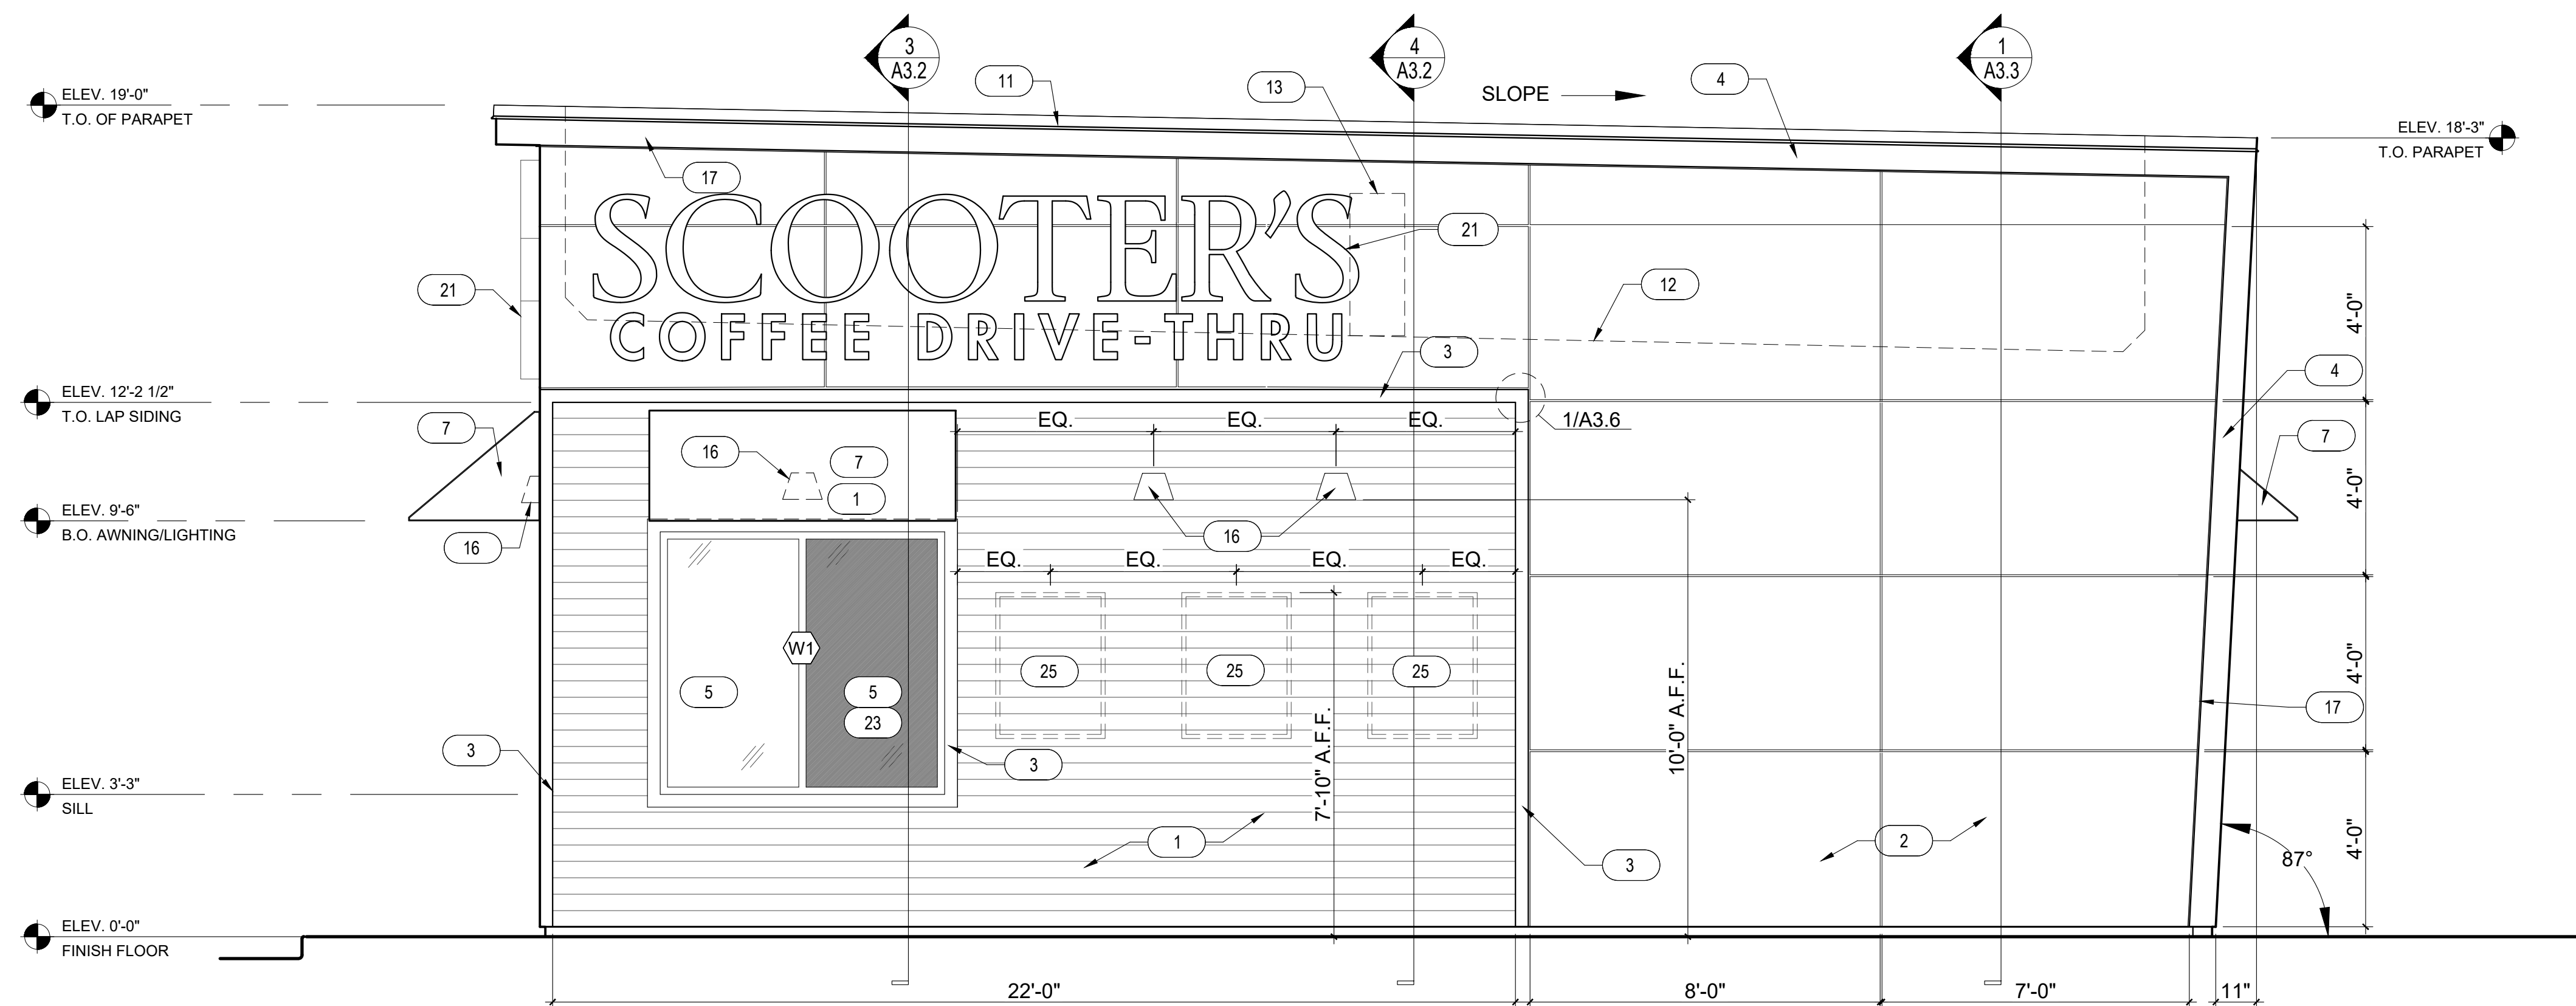 3
A3.2
4
A3.2
1
A3.3
11
13
SLOPE
4
ELEV. 19'-0"
T.O. OF PARAPET
ELEV. 18'-3"
T.O. PARAPET
17
SCOOTER'S
COFFEE DRIVE-THRU
21
21
12
4'-0"
3
4
ELEV. 12'-2 1/2"
T.O. LAP SIDING
7
EQ.
EQ.
EQ.
1/A3.6
7
16
7
1
4'-0"
ELEV. 9'-6"
B.O. AWNING/LIGHTING
16
16
EQ.
EQ.
EQ.
EQ.
W1
25
25
25
4'-0"
10'-0" A.F.F.
5
5
23
17
3
3
7'-10" A.F.F.
ELEV. 3'-3"
SILL
1
2
3
4'-0"
87°
ELEV. 0'-0"
FINISH FLOOR
22'-0"
8'-0"
7'-0"
11"